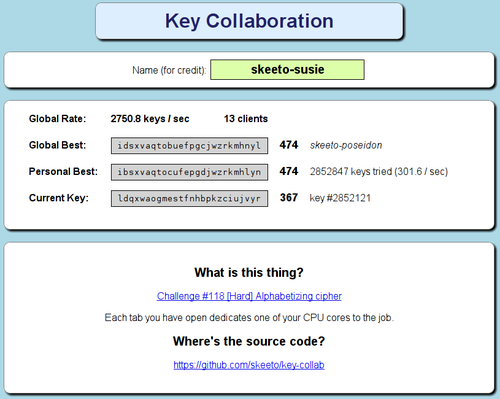 Key Collaboration
Name (for credit): skeeto-susie
Global Rate: 2750.8 keys / sec 13 clients
Global Best: idsxvaqtobuefpgcjwzrkmhnyl 474 skeeto-poseidon
Personal Best: ibsxvaqtocufepgdjwzrkmhlyn 474 2852847 keys tried (301.6 / sec)
Current Key: ldqxwaogmestfnhbpkzciujvyr 367 key #2852121
What is this thing?
Challenge #118 [Hard] Alphabetizing cipher
Each tab you have open dedicates one of your CPU cores to the job.
Where's the source code?
https://github.com/skeeto/key-collab